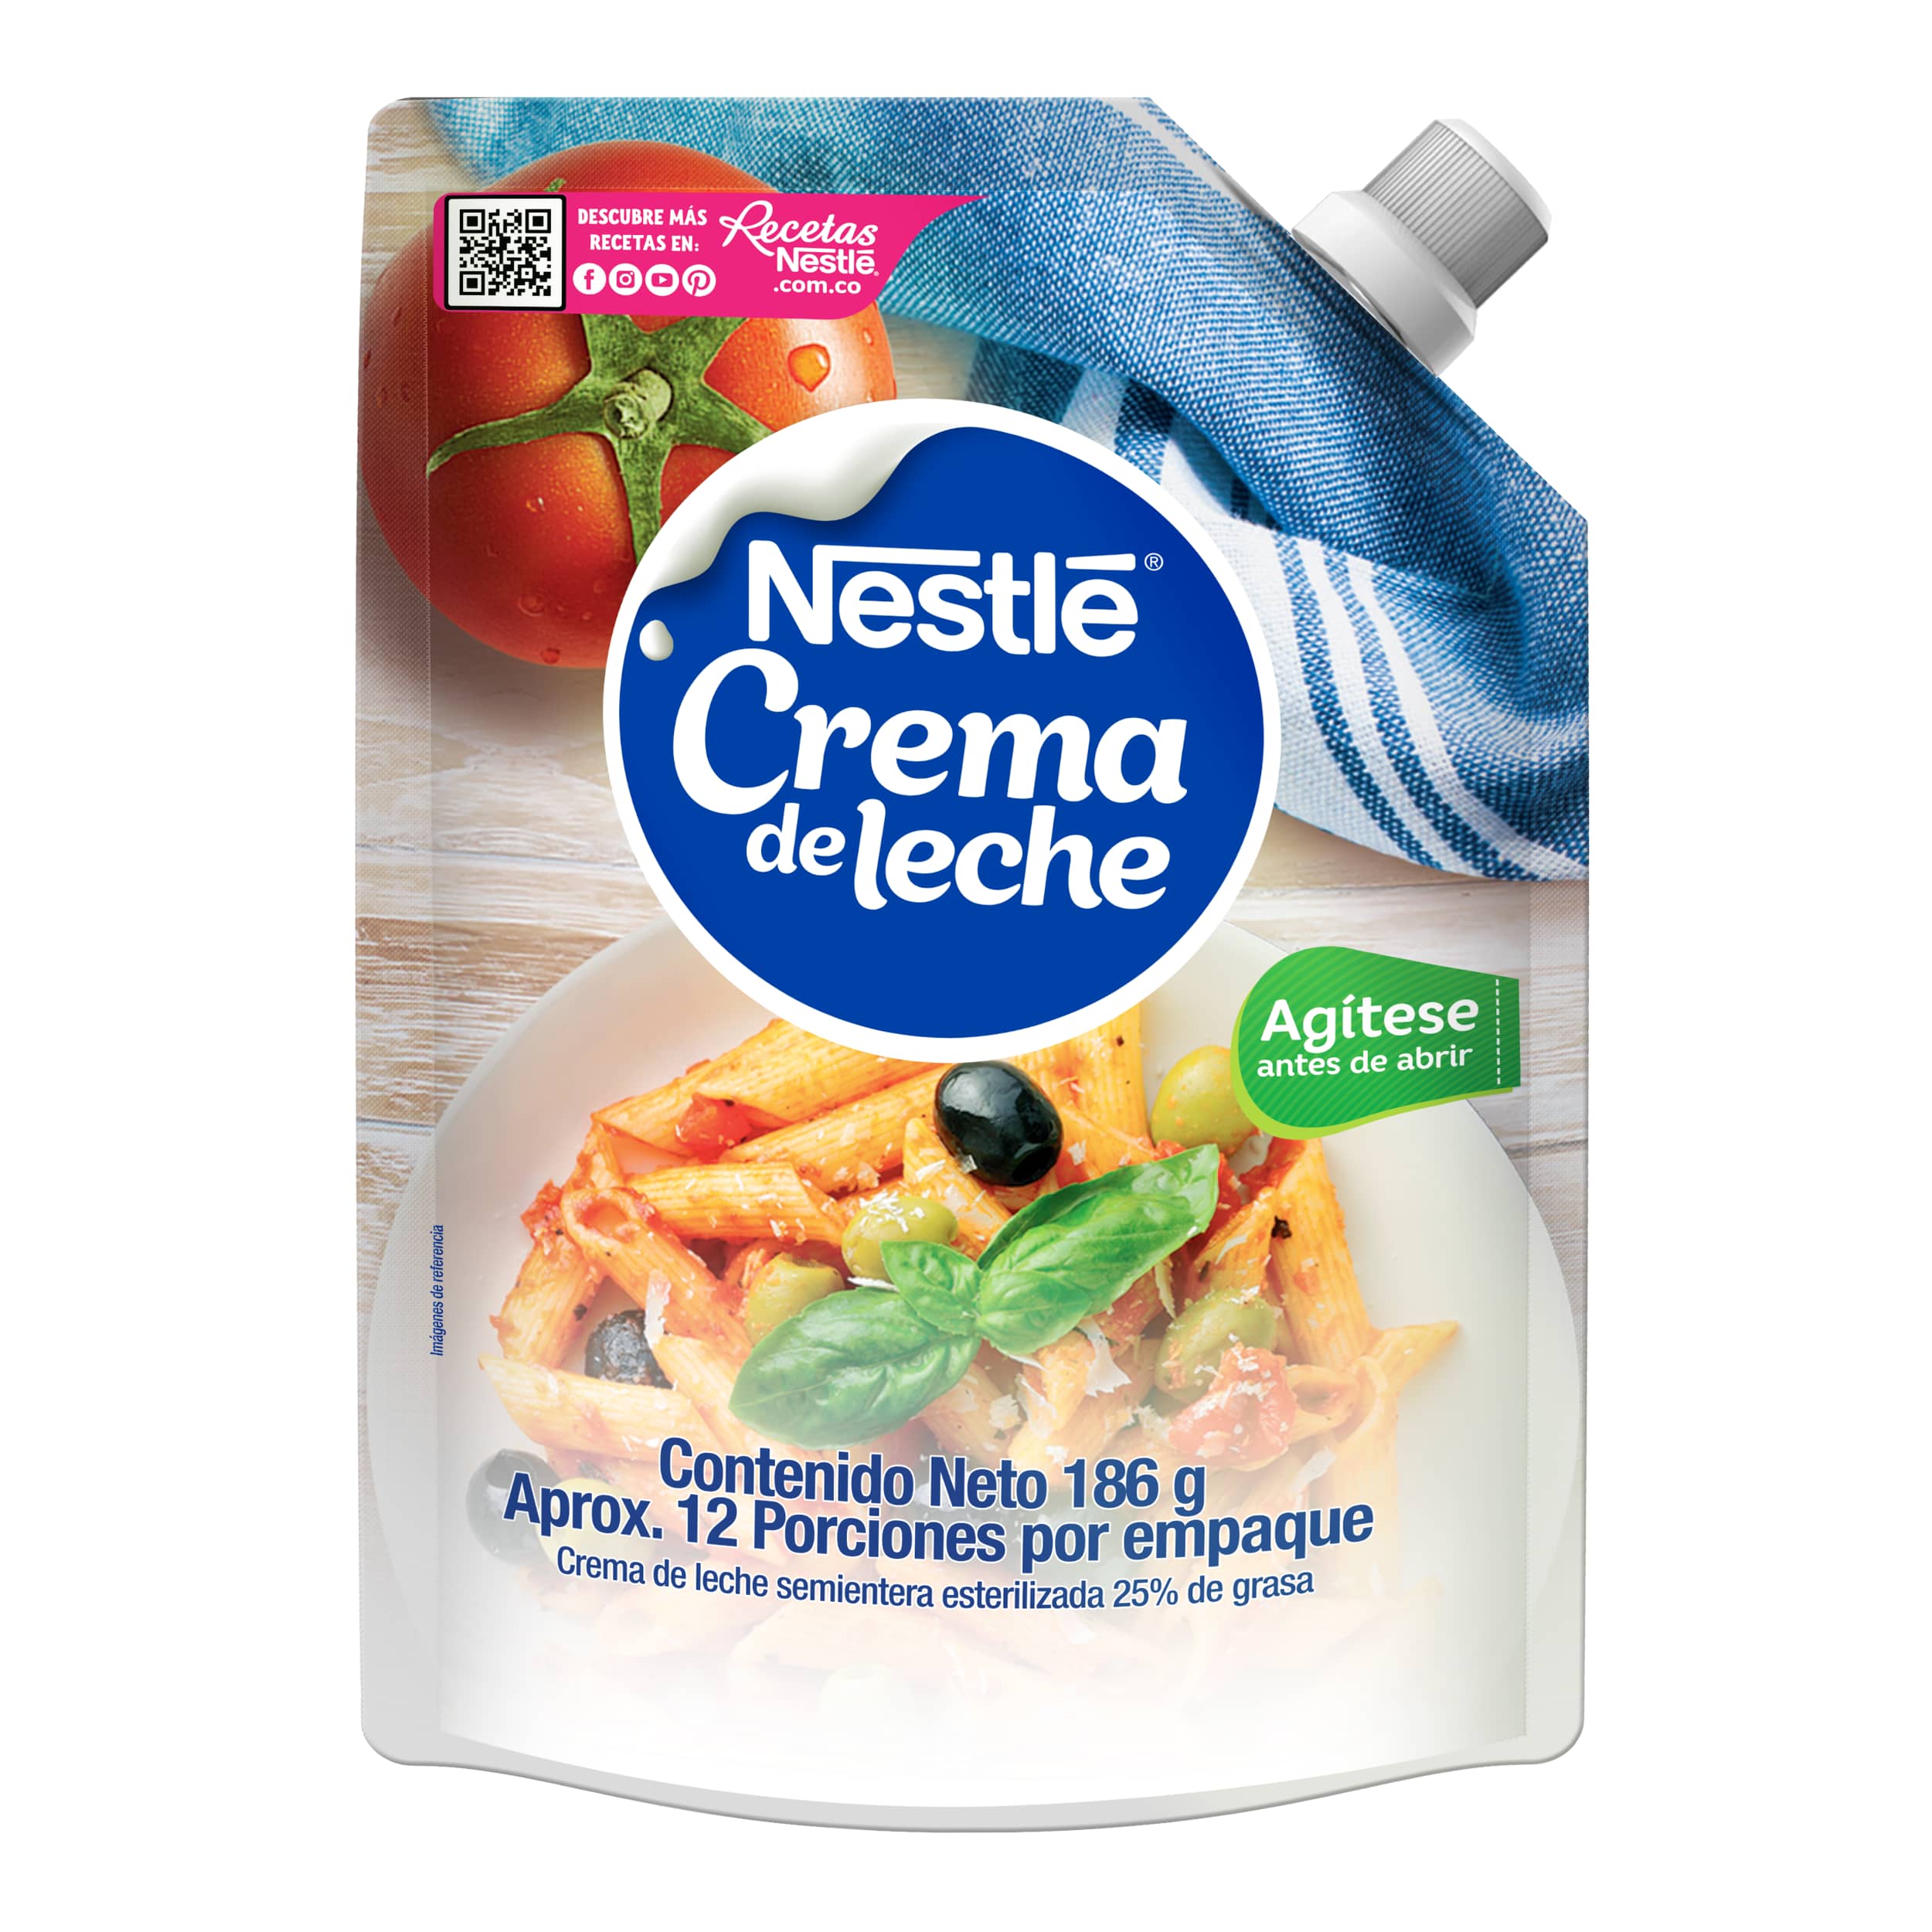 DESCUBRE MÁS
RECETAS EN:
Recetas
Nestlé®
.com.co
Nestlé®
Crema
de leche
Agítese
antes de abrir
Imágenes de referencia
Contenido Neto 186 g
Aprox. 12 Porciones por empaque
Crema de leche semientera esterilizada 25% de grasa